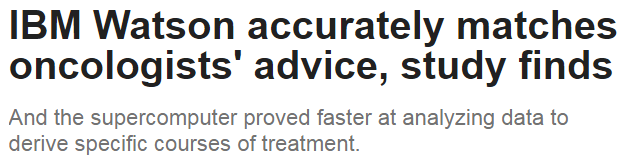 IBM Watson accurately matches
oncologists' advice, study finds
And the supercomputer proved faster at analyzing data to
derive specific courses of treatment.